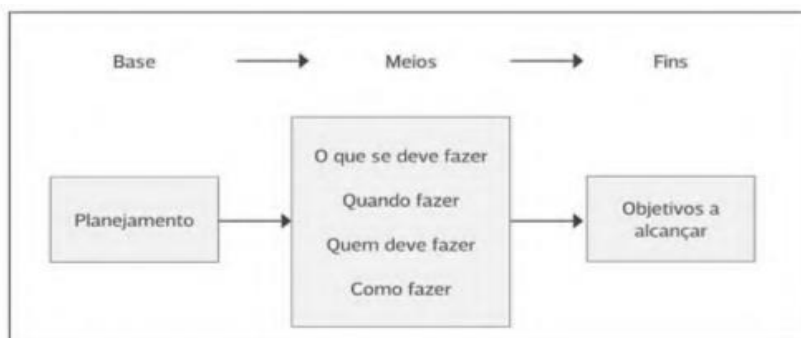 Base
Meios
Fins
Planejamento
O que se deve fazer
Quando fazer
Quem deve fazer
Como fazer
Objetivos a
alcançar